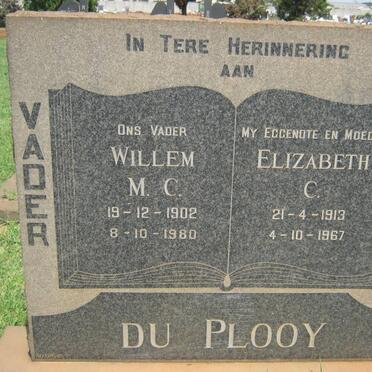 In Tere Herinnering
aan
VADER
Ons Vader
Willem
M. C.
19-12-1902
8-10-1980
My Eggenote en Moed
Elizabeth
C.
21-4-1913
4-10-1967
du Plooy